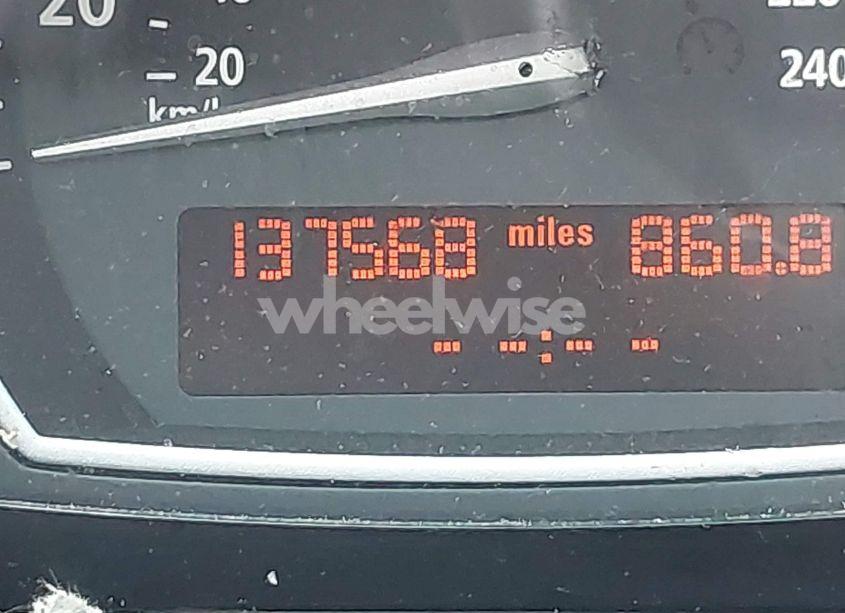 20
20
240
km/l
137568 miles 860.8
wheelwise
- -:- -